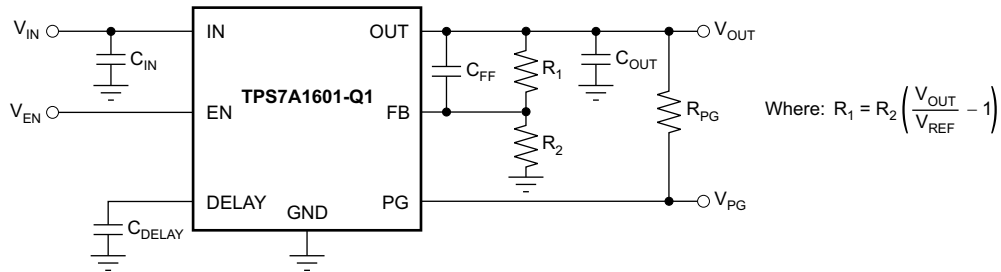 V_IN
IN
OUT
V_OUT
C_IN
C_FF
R_1
C_OUT
TPS7A1601-Q1
V_EN
EN
FB
R_PG
Where: R_1 = R_2 (V_OUT / V_REF − 1)
R_2
DELAY
GND
PG
V_PG
C_DELAY